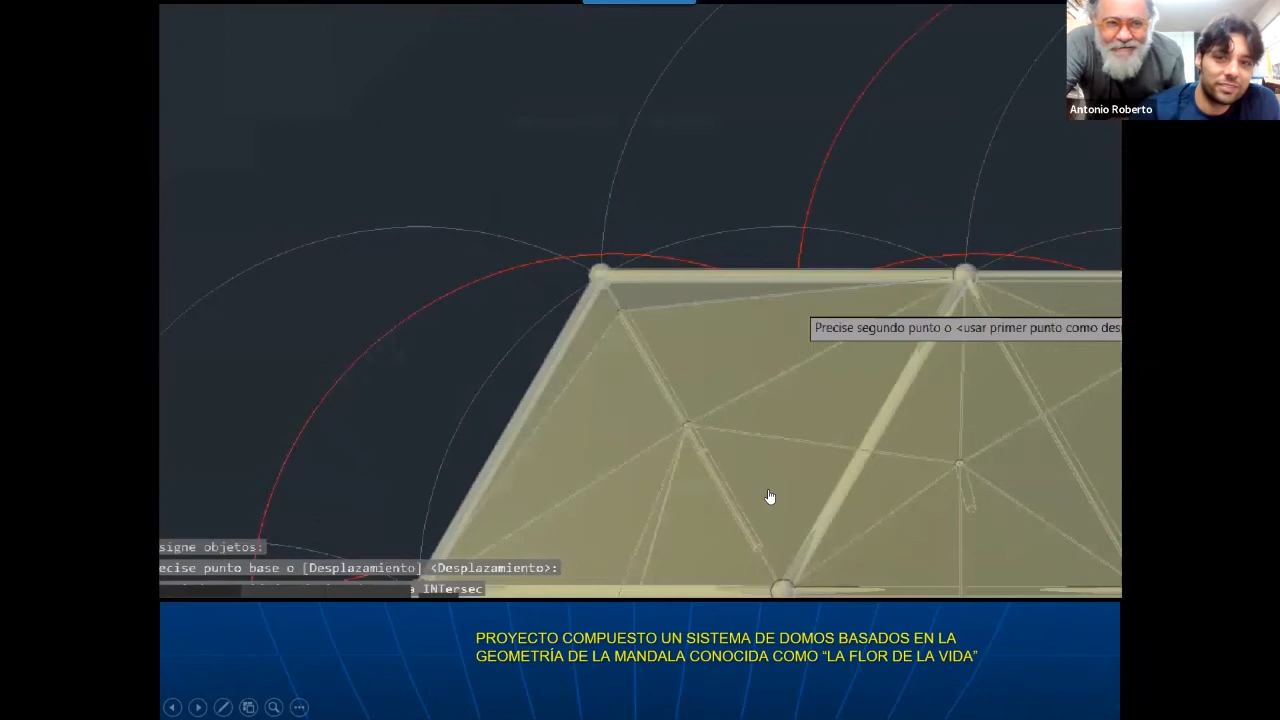 Antonio Roberto
Precise segundo punto o <usar primer punto como des
signe objetos:
ecise punto base o [Desplazamiento] <Desplazamiento>:
INTersec
PROYECTO COMPUESTO UN SISTEMA DE DOMOS BASADOS EN LA
GEOMETRÍA DE LA MANDALA CONOCIDA COMO “LA FLOR DE LA VIDA”